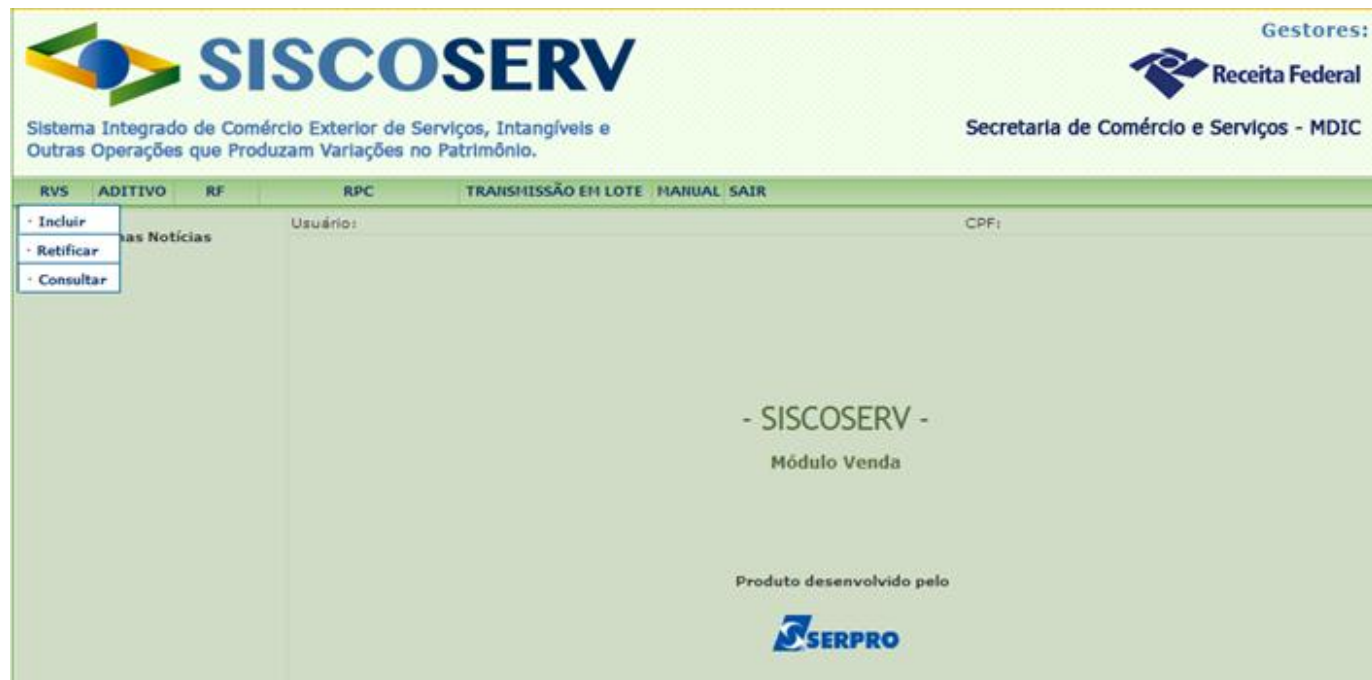 SISCOSERV
Gestores:
Receita Federal
Sistema Integrado de Comércio Exterior de Serviços, Intangíveis e
Outras Operações que Produzam Variações no Patrimônio.
Secretaria de Comércio e Serviços - MDIC
RVS ADITIVO RF RPC TRANSMISSÃO EM LOTE MANUAL SAIR
· Incluir
· Retificar
· Consultar
Notícias
Usuário:
CPF:
- SISCOSERV -
Módulo Venda
Produto desenvolvido pelo
SERPRO